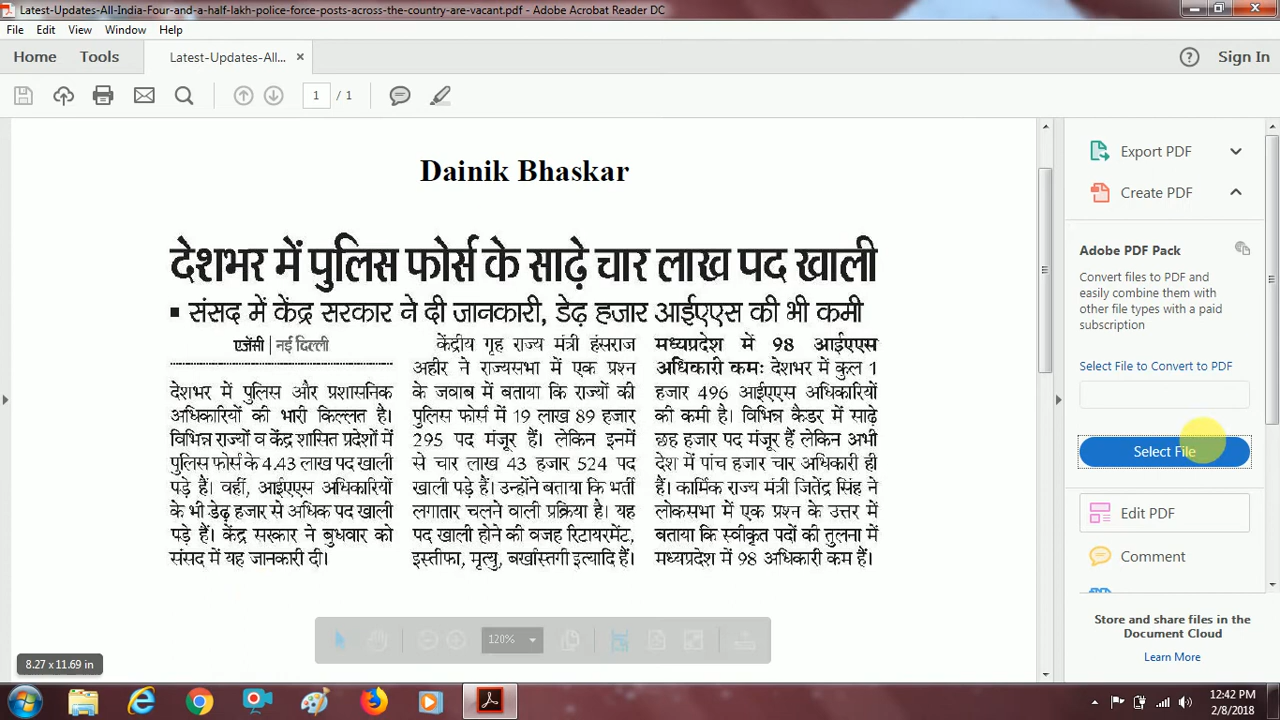 Latest-Updates-All-India-Four-and-a-half-lakh-police-force-posts-across-the-country-are-vacant.pdf - Adobe Acrobat Reader DC
File Edit View Window Help
Home Tools Latest-Updates-All... × Sign In
1 / 1
Dainik Bhaskar
देशभर में पुलिस फोर्स के साढ़े चार लाख पद खाली
▪ संसद में केंद्र सरकार ने दी जानकारी, डेढ़ हजार आईएएस की भी कमी
एजेंसी | नई दिल्ली
देशभर में पुलिस और प्रशासनिक
अधिकारियों की भारी किल्लत है।
विभिन्न राज्यों व केंद्र शासित प्रदेशों में
पुलिस फोर्स के 4.43 लाख पद खाली
पड़े हैं। वहीं, आईएएस अधिकारियों
के भी डेढ़ हजार से अधिक पद खाली
पड़े हैं। केंद्र सरकार ने बुधवार को
संसद में यह जानकारी दी।
केंद्रीय गृह राज्य मंत्री हंसराज
अहीर ने राज्यसभा में एक प्रश्न
के जवाब में बताया कि राज्यों की
पुलिस फोर्स में 19 लाख 89 हजार
295 पद मंजूर हैं। लेकिन इनमें
से चार लाख 43 हजार 524 पद
खाली पड़े हैं। उन्होंने बताया कि भर्ती
लगातार चलने वाली प्रक्रिया है। यह
पद खाली होने की वजह रिटायरमेंट,
इस्तीफा, मृत्यु, बर्खास्तगी इत्यादि हैं।
मध्यप्रदेश में 98 आईएएस
अधिकारी कमः देशभर में कुल 1
हजार 496 आईएएस अधिकारियों
की कमी है। विभिन्न कैडर में साढ़े
छह हजार पद मंजूर हैं लेकिन अभी
देश में पांच हजार चार अधिकारी ही
हैं। कार्मिक राज्य मंत्री जितेंद्र सिंह ने
लोकसभा में एक प्रश्न के उत्तर में
बताया कि स्वीकृत पदों की तुलना में
मध्यप्रदेश में 98 अधिकारी कम हैं।
120%
8.27 x 11.69 in
Export PDF
Create PDF
Adobe PDF Pack
Convert files to PDF and
easily combine them with
other file types with a paid
subscription
Select File to Convert to PDF
Select File
Edit PDF
Comment
Store and share files in the
Document Cloud
Learn More
12:42 PM
2/8/2018